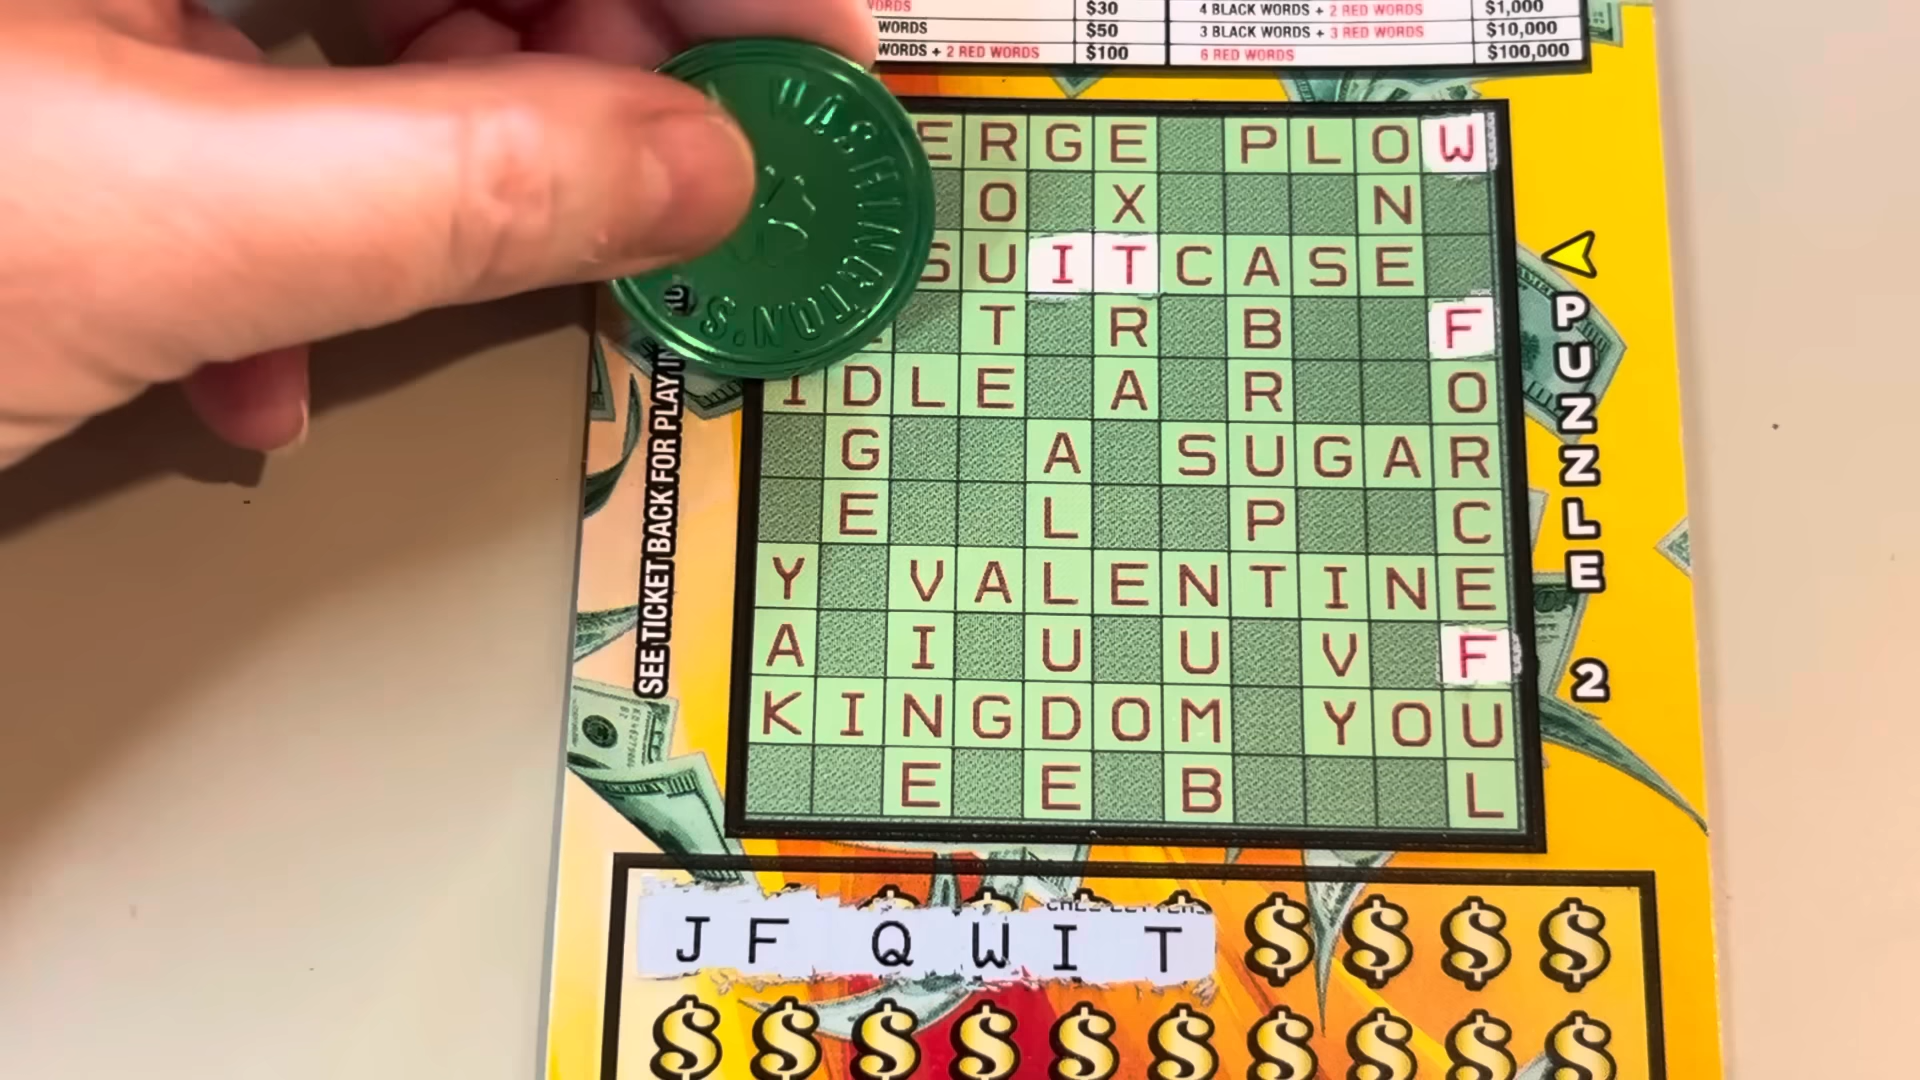 WORDS $30 4 BLACK WORDS + 2 RED WORDS $1,000
WORDS $50 3 BLACK WORDS + 3 RED WORDS $10,000
WORDS + 2 RED WORDS $100 6 RED WORDS $100,000
WASHINGTON'S
ERGE PLOW
O X N
SUITCASE
T R B F
IDLE A R O
G A SUGAR
E L P C
Y VALENTINE
A I U U V F
KINGDOM YOU
E E B L
SEE TICKET BACK FOR PLAY IN
PUZZLE 2
J F Q W I T